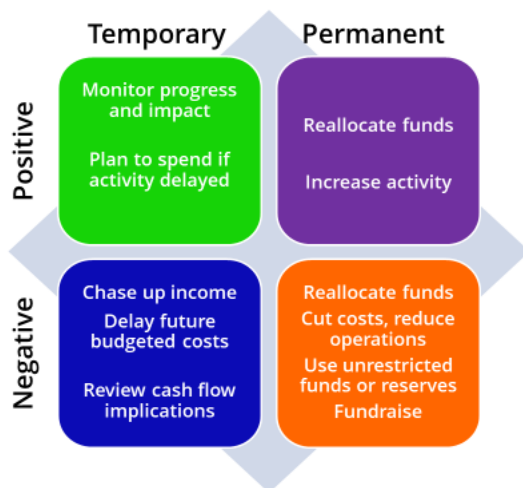 Temporary
Permanent
Positive
Monitor progress
and impact
Plan to spend if
activity delayed
Reallocate funds
Increase activity
Negative
Chase up income
Delay future
budgeted costs
Review cash flow
implications
Reallocate funds
Cut costs, reduce
operations
Use unrestricted
funds or reserves
Fundraise